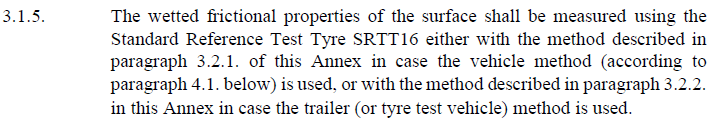 3.1.5. The wetted frictional properties of the surface shall be measured using the
Standard Reference Test Tyre SRTT16 either with the method described in
paragraph 3.2.1. of this Annex in case the vehicle method (according to
paragraph 4.1. below) is used, or with the method described in paragraph 3.2.2.
in this Annex in case the trailer (or tyre test vehicle) method is used.